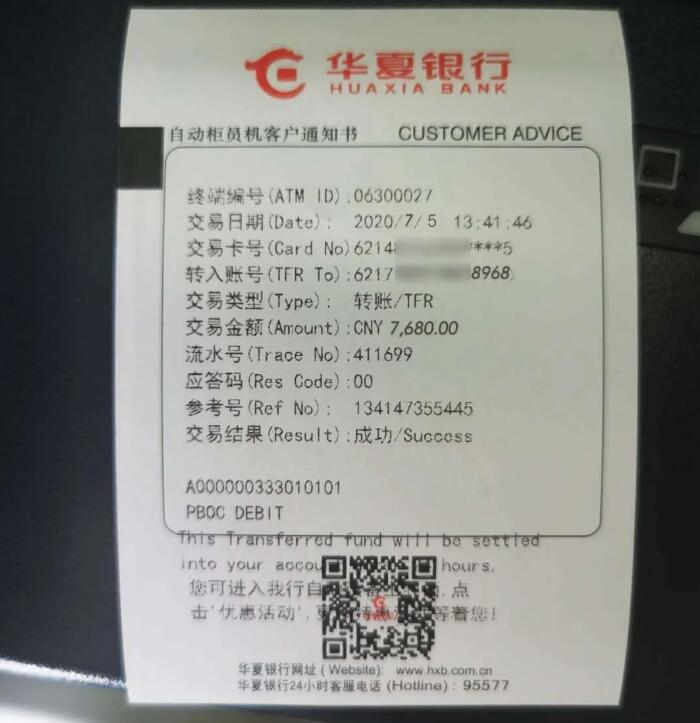 华夏银行
HUAXIA BANK
自动柜员机客户通知书 CUSTOMER ADVICE
终端编号(ATM ID):06300027
交易日期(Date): 2020/7/5 13:41:46
交易卡号(Card No)6214 ***5
转入账号(TFR To):6217 8968
交易类型(Type): 转账/TFR
交易金额(Amount):CNY 7,680.00
流水号(Trace No):411699
应答码(Res Code):00
参考号(Ref No): 134147355445
交易结果(Result):成功/Success
A000000333010101
PBOC DEBIT
This Transferred fund will be settled
into your hours.
您可进入我行自 点
击'优惠活动', 等着您!
华夏银行网址(Website): www.hxb.com.cn
华夏银行24小时客服电话(Hotline): 95577